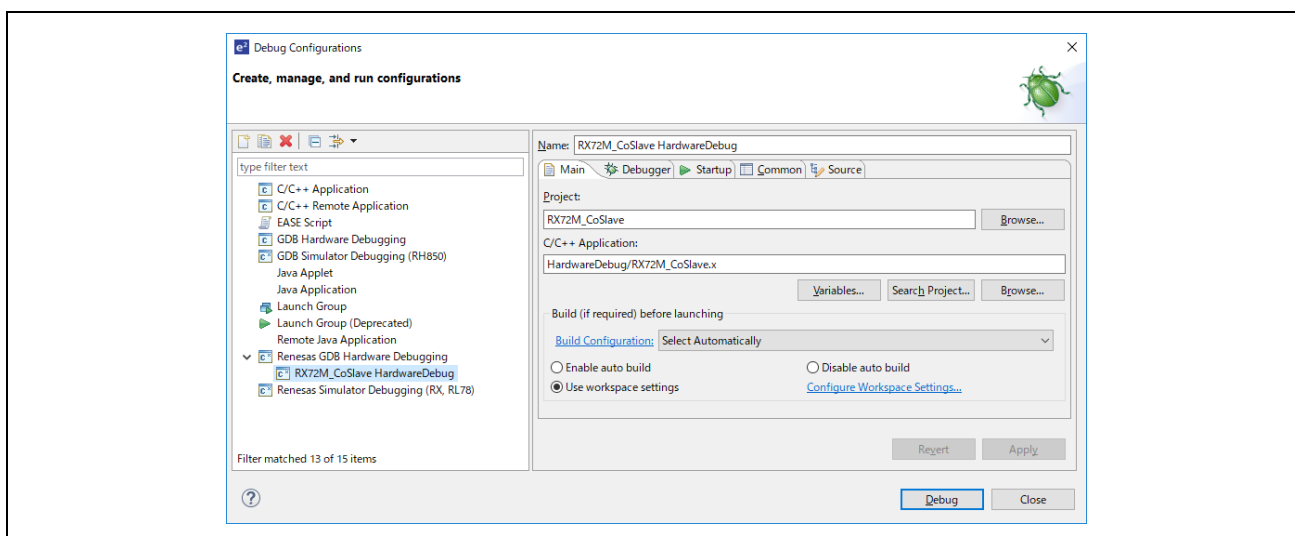 e² Debug Configurations
Create, manage, and run configurations
type filter text
C/C++ Application
C/C++ Remote Application
EASE Script
GDB Hardware Debugging
GDB Simulator Debugging (RH850)
Java Applet
Java Application
Launch Group
Launch Group (Deprecated)
Remote Java Application
Renesas GDB Hardware Debugging
RX72M_CoSlave HardwareDebug
Renesas Simulator Debugging (RX, RL78)
Filter matched 13 of 15 items
Name: RX72M_CoSlave HardwareDebug
Main Debugger Startup Common Source
Project:
RX72M_CoSlave Browse...
C/C++ Application:
HardwareDebug/RX72M_CoSlave.x
Variables... Search Project... Browse...
Build (if required) before launching
Build Configuration: Select Automatically
Enable auto build Disable auto build
Use workspace settings Configure Workspace Settings...
Revert Apply
? Debug Close